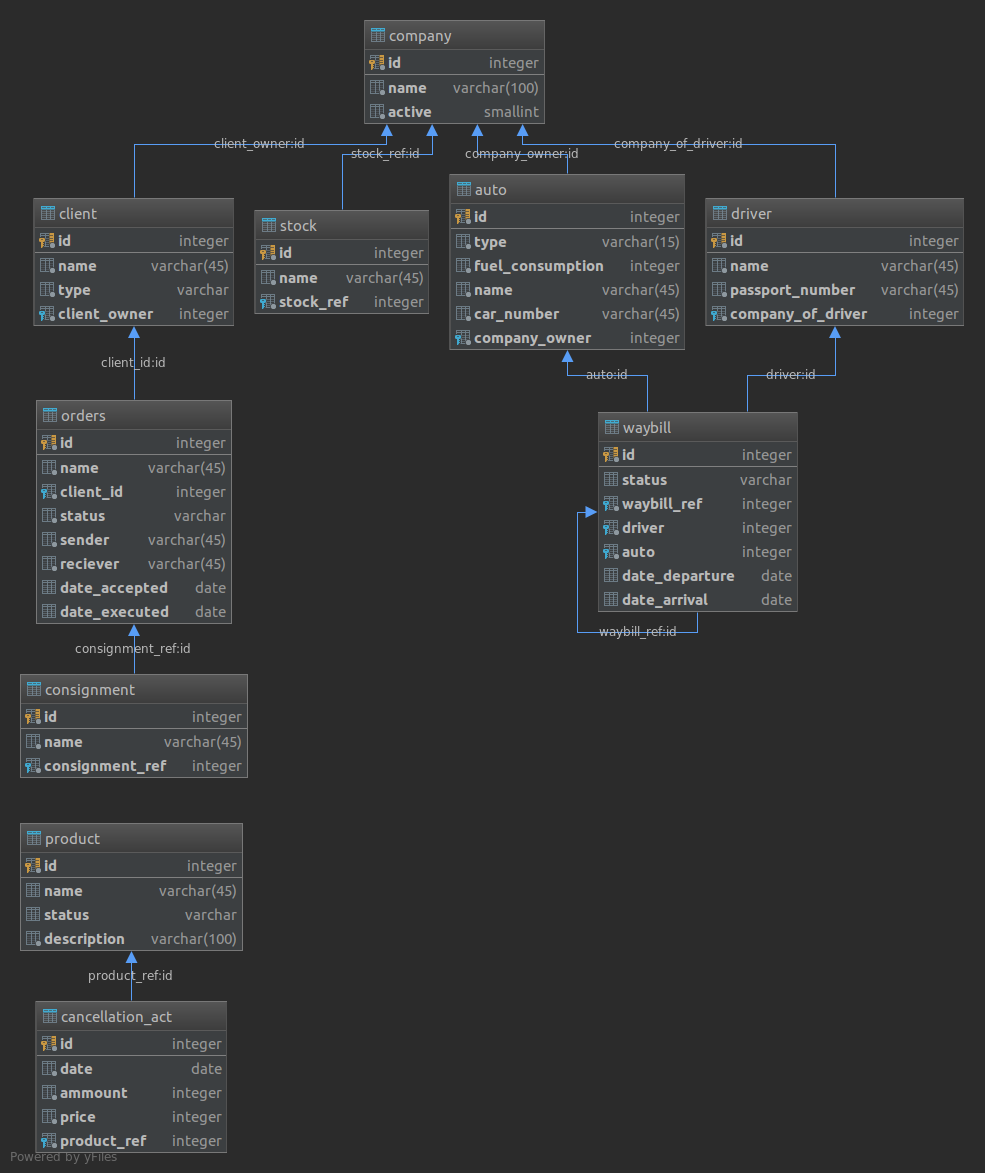 company
id integer
name varchar(100)
active smallint
client_owner:id
stock_ref:id
company_owner:id
company_of_driver:id
client
id integer
name varchar(45)
type varchar
client_owner integer
stock
id integer
name varchar(45)
stock_ref integer
auto
id integer
type varchar(15)
fuel_consumption integer
name varchar(45)
car_number varchar(45)
company_owner integer
driver
id integer
name varchar(45)
passport_number varchar(45)
company_of_driver integer
client_id:id
auto:id
driver:id
orders
id integer
name varchar(45)
client_id integer
status varchar
sender varchar(45)
reciever varchar(45)
date_accepted date
date_executed date
waybill
id integer
status varchar
waybill_ref integer
driver integer
auto integer
date_departure date
date_arrival date
waybill_ref:id
consignment_ref:id
consignment
id integer
name varchar(45)
consignment_ref integer
product
id integer
name varchar(45)
status varchar
description varchar(100)
product_ref:id
cancellation_act
id integer
date date
ammount integer
price integer
product_ref integer
Powered by yFiles